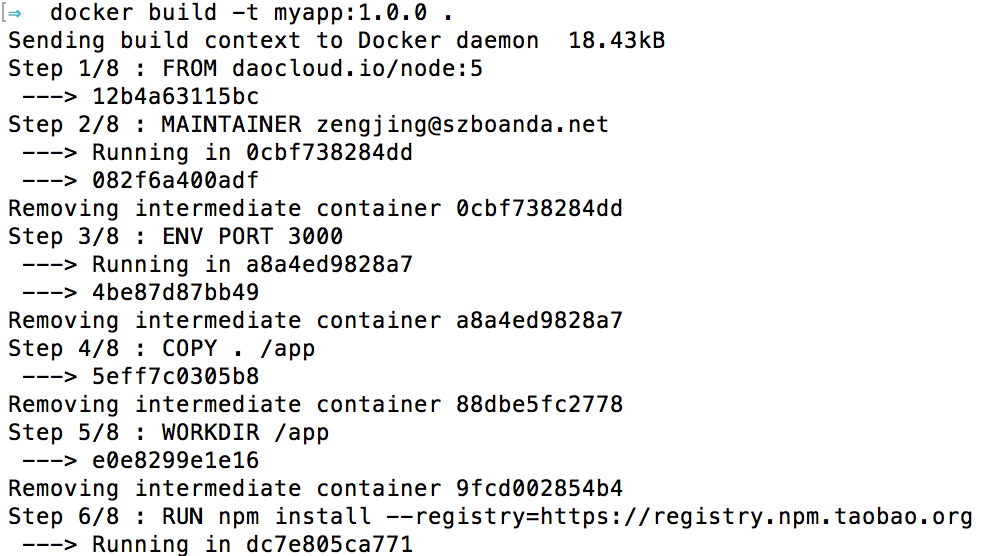 [⇒  docker build -t myapp:1.0.0 .
Sending build context to Docker daemon  18.43kB
Step 1/8 : FROM daocloud.io/node:5
 ---> 12b4a63115bc
Step 2/8 : MAINTAINER zengjing@szboanda.net
 ---> Running in 0cbf738284dd
 ---> 082f6a400adf
Removing intermediate container 0cbf738284dd
Step 3/8 : ENV PORT 3000
 ---> Running in a8a4ed9828a7
 ---> 4be87d87bb49
Removing intermediate container a8a4ed9828a7
Step 4/8 : COPY . /app
 ---> 5eff7c0305b8
Removing intermediate container 88dbe5fc2778
Step 5/8 : WORKDIR /app
 ---> e0e8299e1e16
Removing intermediate container 9fcd002854b4
Step 6/8 : RUN npm install --registry=https://registry.npm.taobao.org
 ---> Running in dc7e805ca771